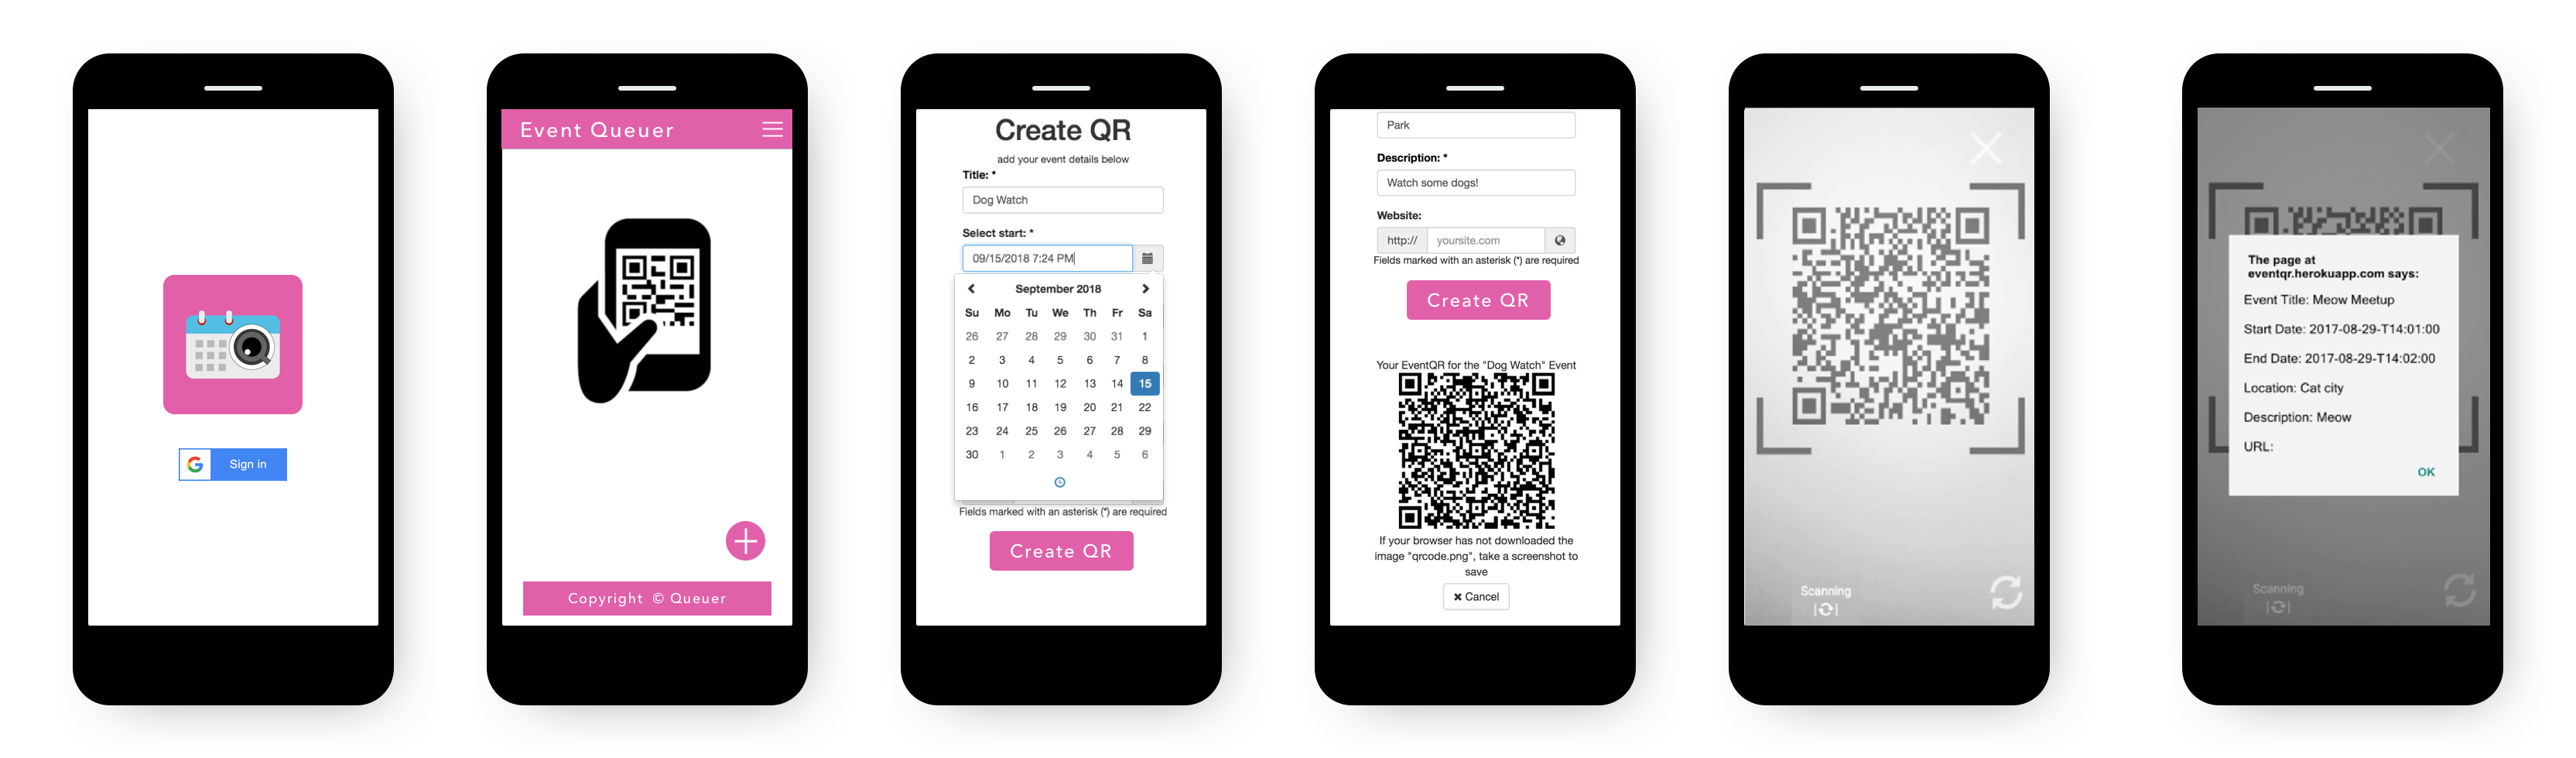 Sign in
Event Queuer
Copyright © Queuer
Create QR
add your event details below
Title: *
Dog Watch
Select start: *
09/15/2018 7:24 PM
September 2018
Su Mo Tu We Th Fr Sa
26 27 28 29 30 31 1
2 3 4 5 6 7 8
9 10 11 12 13 14 15
16 17 18 19 20 21 22
23 24 25 26 27 28 29
30 1 2 3 4 5 6
Fields marked with an asterisk (*) are required
Create QR
Park
Description: *
Watch some dogs!
Website:
http:// yoursite.com
Fields marked with an asterisk (*) are required
Create QR
Your EventQR for the "Dog Watch" Event
If your browser has not downloaded the
image "qrcode.png", take a screenshot to
save
✖ Cancel
Scanning
The page at
eventqr.herokuapp.com says:
Event Title: Meow Meetup
Start Date: 2017-08-29-T14:01:00
End Date: 2017-08-29-T14:02:00
Location: Cat city
Description: Meow
URL:
OK
Scanning